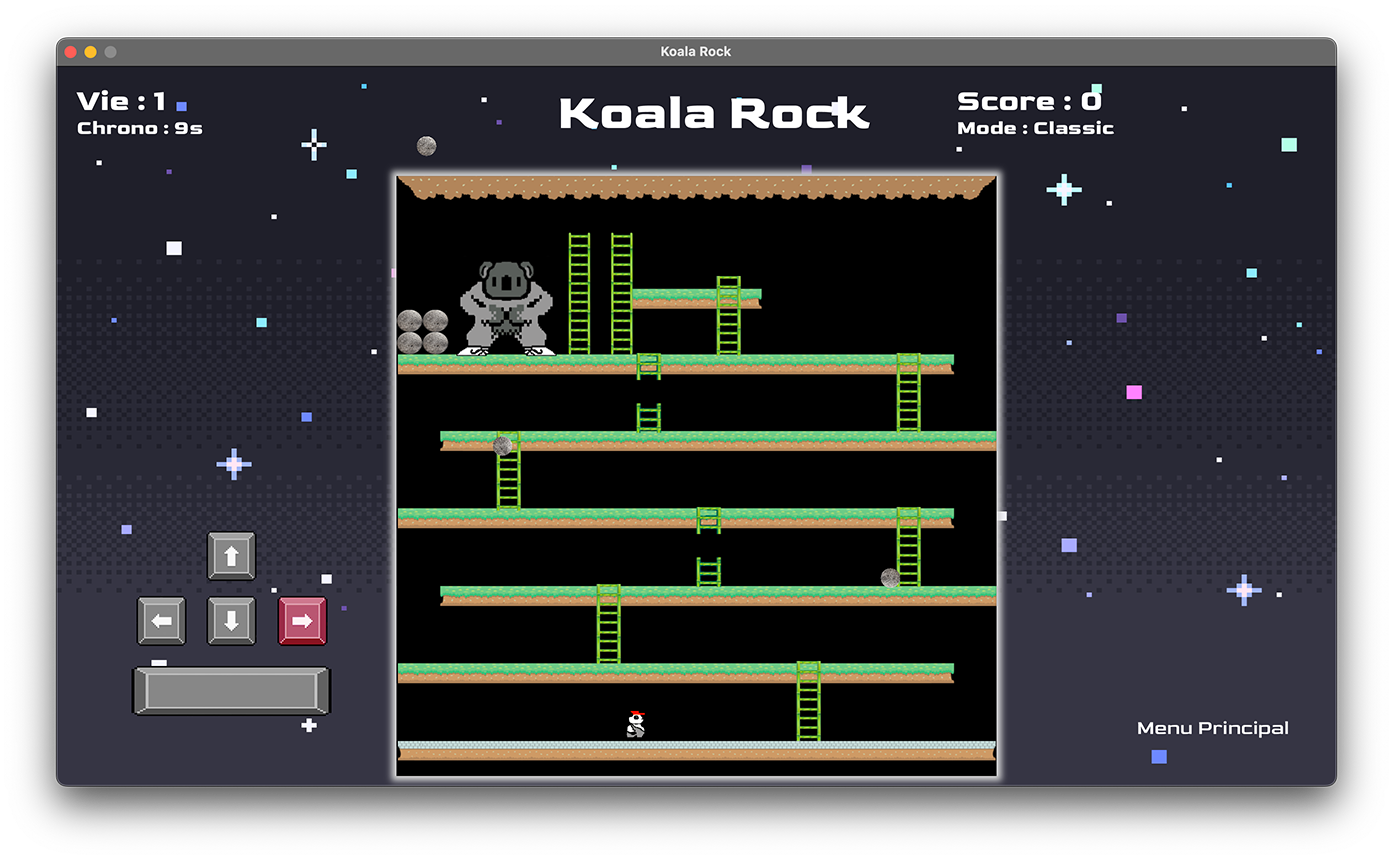 Koala Rock
Vie : 1
Chrono : 9s
Koala Rock
Score : 0
Mode : Classic
Menu Principal